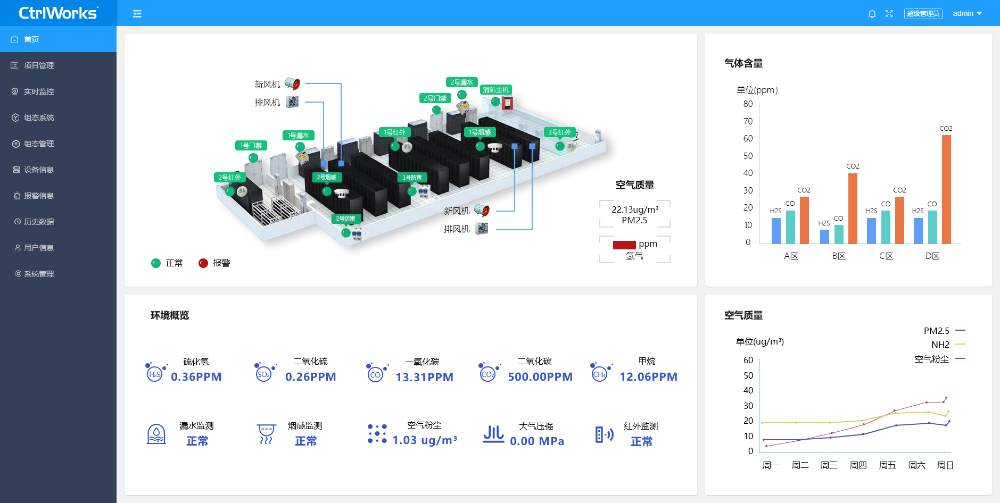 CtrlWorks™
超级管理员
admin
首页
项目管理
实时监控
组态系统
组态管理
设备信息
报警信息
历史数据
用户信息
系统管理
新风机
排风机
2号漏水
消防主机
2号门禁
1号红外
1号烟感
3号红外
1号漏水
1号门禁
2号红外
2号烟感
1号防雷
2号防雷
新风机
排风机
空气质量
22.13ug/m³
PM2.5
ppm
氢气
正常
报警
气体含量
单位(ppm)
80
70
60
50
40
30
20
10
0
H2S
CO
CO2
H2S
CO
CO2
H2S
CO
CO2
H2S
CO
CO2
A区
B区
C区
D区
环境概览
H₂S
硫化氢
0.36PPM
SO₂
二氧化硫
0.26PPM
CO
一氧化碳
13.31PPM
CO₂
二氧化碳
500.00PPM
CH₄
甲烷
12.06PPM
漏水监测
正常
烟感监测
正常
空气粉尘
1.03 ug/m³
大气压强
0.00 MPa
红外监测
正常
空气质量
PM2.5
NH2
空气粉尘
单位(ug/m³)
60
50
40
30
20
10
0
周一
周二
周三
周四
周五
周六
周日